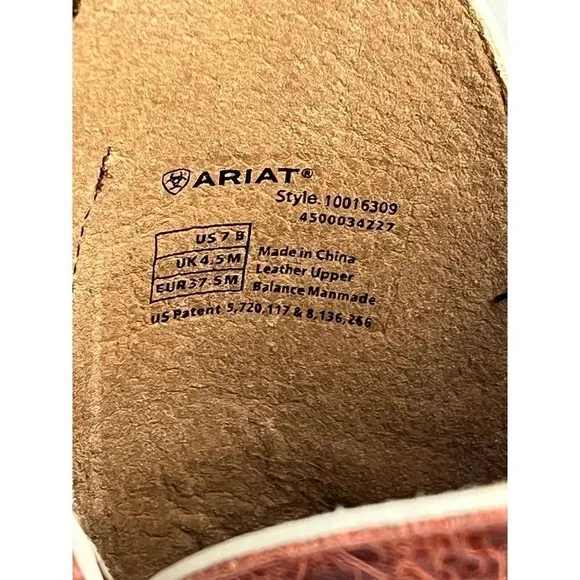 ARIAT®
Style. 10016309
4500034227
US 7 B
UK 4.5 M
EUR 37.5 M
Made in China
Leather Upper
Balance Manmade
US Patent 5,720,117 & 8,136,266